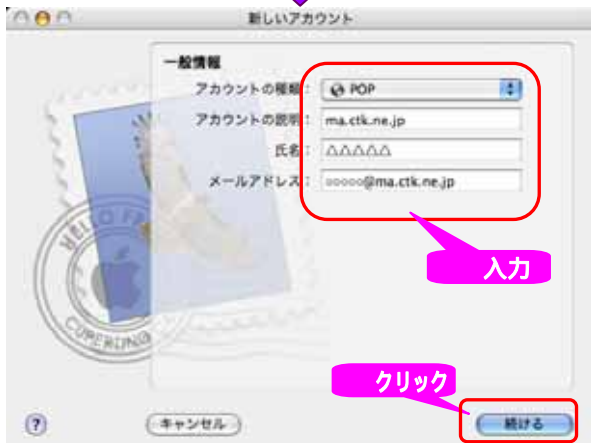 新しいアカウント
一般情報
アカウントの種類： POP
アカウントの説明： ma.ctk.ne.jp
氏名： △△△△△
メールアドレス： ○○○○○@ma.ctk.ne.jp
入力
HELLO FR
CUPERTINO
クリック
? キャンセル 続ける